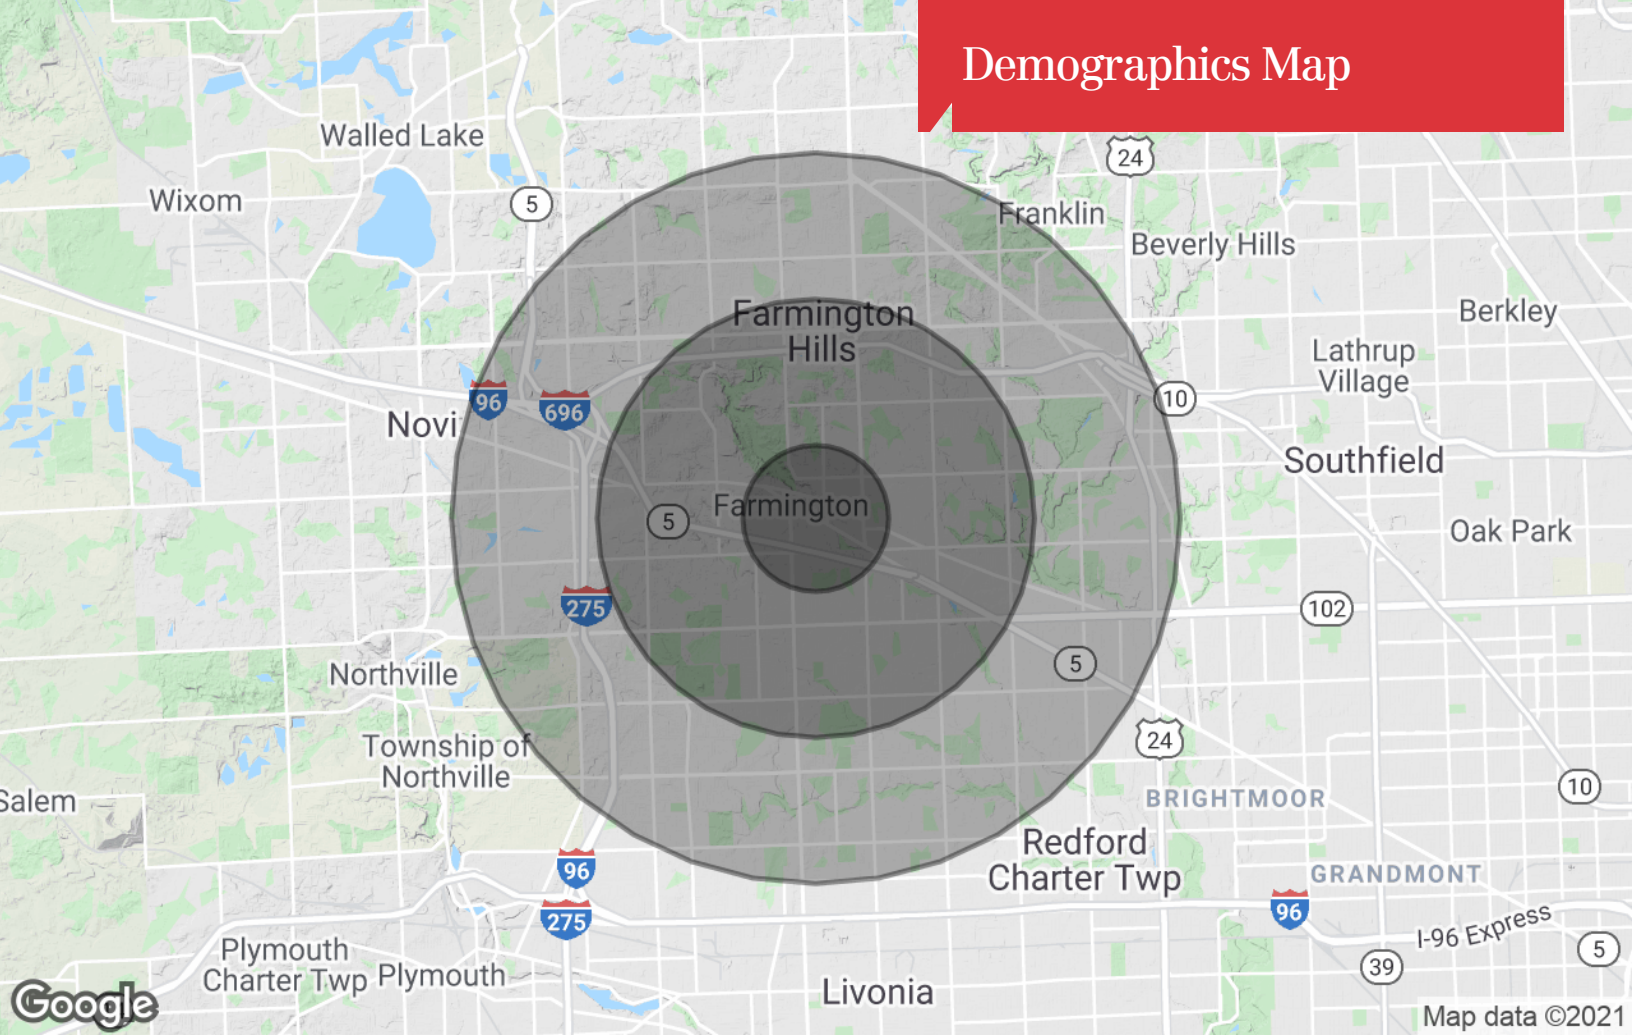 Demographics Map
Walled Lake
24
Wixom
5
Franklin
Beverly Hills
Farmington
Hills
Berkley
Lathrup
Village
96
696
10
Novi
Southfield
Farmington
5
Oak Park
275
102
5
Northville
Township of
Northville
24
Salem
10
BRIGHTMOOR
Redford
Charter Twp
96
GRANDMONT
275
96
I-96 Express
5
Plymouth
Charter Twp
Plymouth
39
Livonia
Google
Map data ©2021